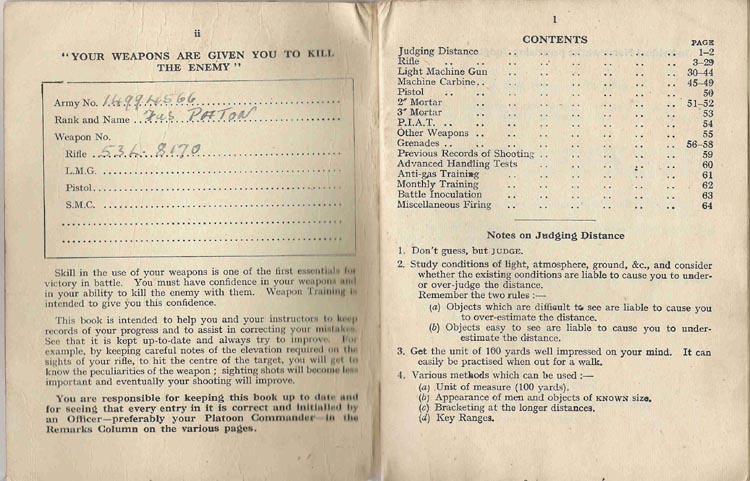 ii
"YOUR WEAPONS ARE GIVEN YOU TO KILL
THE ENEMY"
Army No. 14994566
Rank and Name Fus POTTON
Weapon No.
Rifle 53L. 8170
L.M.G.
Pistol
S.M.C.
Skill in the use of your weapons is one of the first essentials for
victory in battle. You must have confidence in your weapons and
in your ability to kill the enemy with them. Weapon Training is
intended to give you this confidence.
This book is intended to help you and your instructors to keep
records of your progress and to assist in correcting your mistakes.
See that it is kept up-to-date and always try to improve. For
example, by keeping careful notes of the elevation required on the
sights of your rifle, to hit the centre of the target, you will get to
know the peculiarities of the weapon; sighting shots will become less
important and eventually your shooting will improve.
You are responsible for keeping this book up to date and
for seeing that every entry in it is correct and initialled by
an Officer—preferably your Platoon Commander—in the
Remarks Column on the various pages.
1
CONTENTS
PAGE
Judging Distance .. .. .. .. .. .. 1-2
Rifle .. .. .. .. .. .. .. 3-29
Light Machine Gun .. .. .. .. .. .. 30-44
Machine Carbine .. .. .. .. .. .. 45-49
Pistol .. .. .. .. .. .. .. 50
2" Mortar .. .. .. .. .. .. 51-52
3" Mortar .. .. .. .. .. .. 53
P.I.A.T. .. .. .. .. .. .. 54
Other Weapons .. .. .. .. .. .. 55
Grenades .. .. .. .. .. .. 56-58
Previous Records of Shooting .. .. .. .. .. 59
Advanced Handling Tests .. .. .. .. .. 60
Anti-gas Training .. .. .. .. .. .. 61
Monthly Training .. .. .. .. .. .. 62
Battle Inoculation .. .. .. .. .. .. 63
Miscellaneous Firing .. .. .. .. .. .. 64
Notes on Judging Distance
1. Don't guess, but JUDGE.
2. Study conditions of light, atmosphere, ground, &c., and consider
whether the existing conditions are liable to cause you to under-
or over-judge the distance.
Remember the two rules :—
(a) Objects which are difficult to see are liable to cause you
to over-estimate the distance.
(b) Objects easy to see are liable to cause you to under-
estimate the distance.
3. Get the unit of 100 yards well impressed on your mind. It can
easily be practised when out for a walk.
4. Various methods which can be used :—
(a) Unit of measure (100 yards).
(b) Appearance of men and objects of KNOWN size.
(c) Bracketing at the longer distances.
(d) Key Ranges.